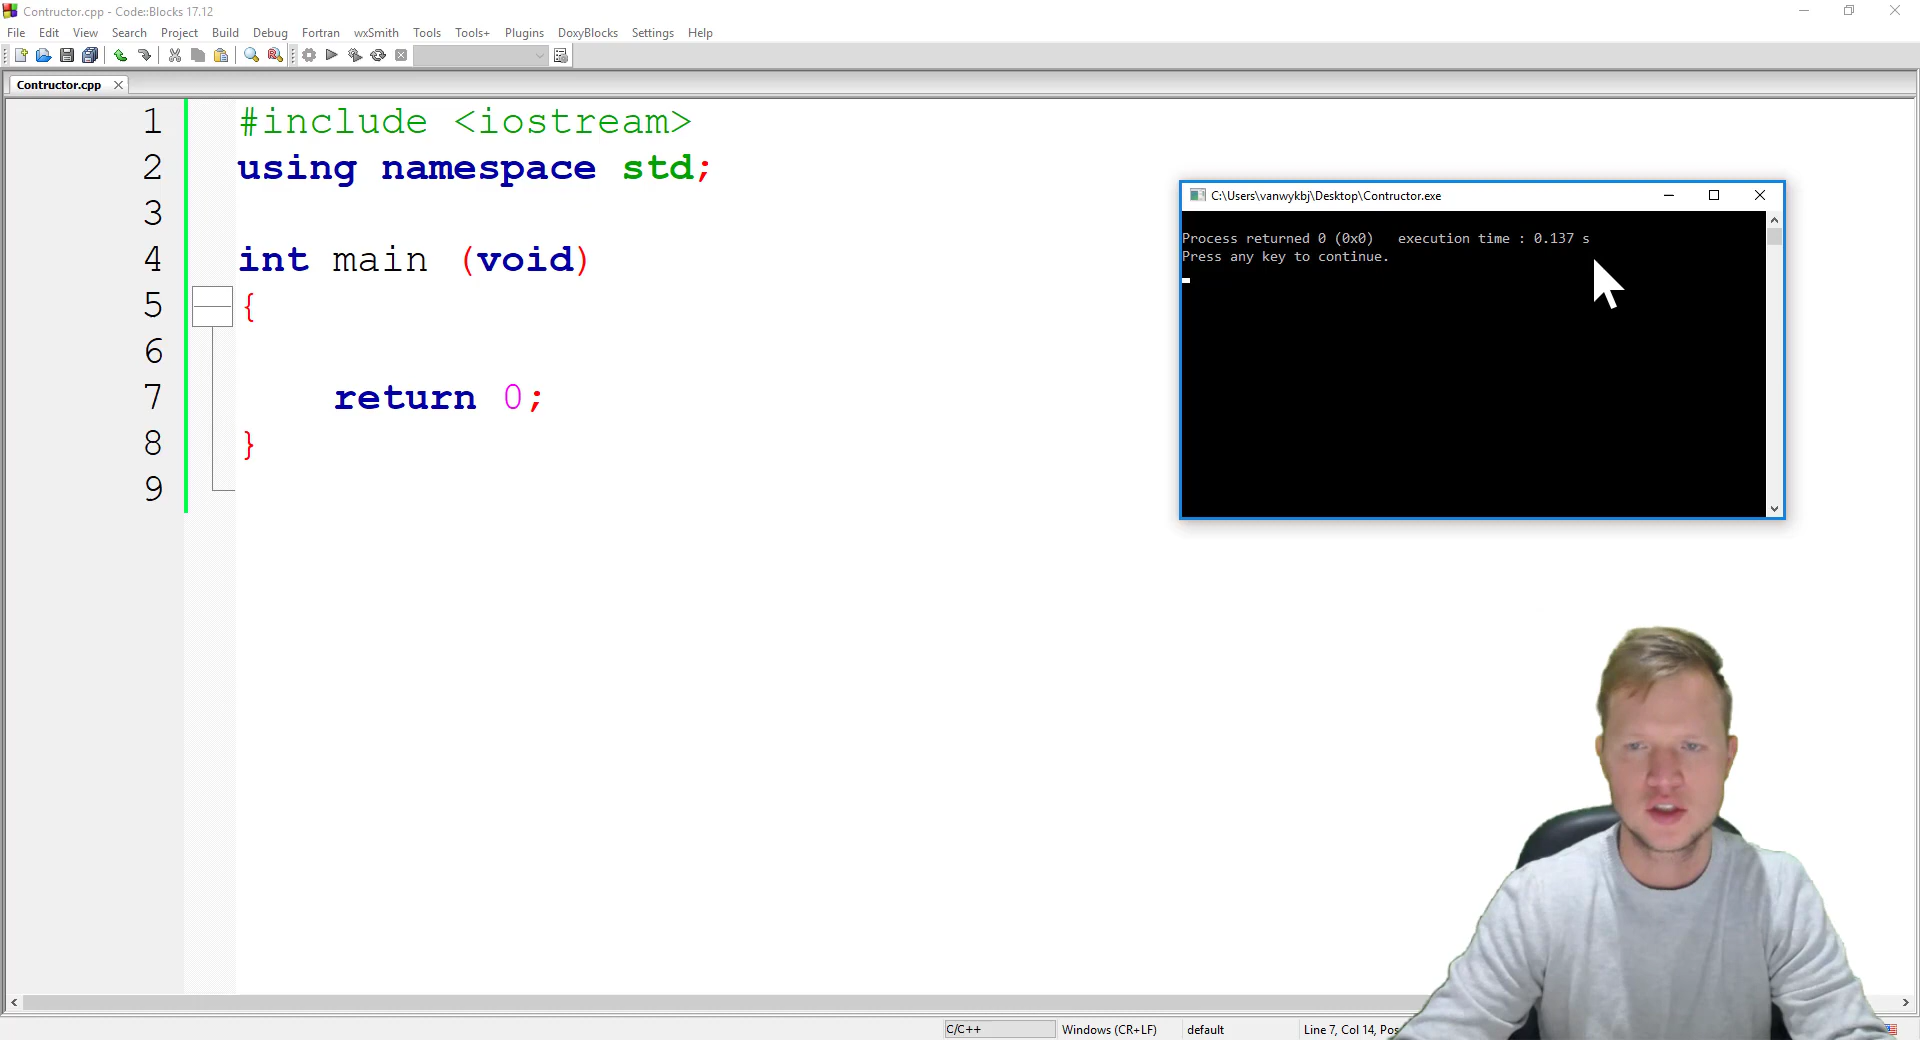 Contructor.cpp - Code::Blocks 17.12
File Edit View Search Project Build Debug Fortran wxSmith Tools Tools+ Plugins DoxyBlocks Settings Help
Contructor.cpp
1 #include <iostream>
2 using namespace std;
3
4 int main (void)
5 {
6
7 return 0;
8 }
9
C:\Users\vanwykbj\Desktop\Contructor.exe
Process returned 0 (0x0) execution time : 0.137 s
Press any key to continue.
C/C++ Windows (CR+LF) default Line 7, Col 14, Pos